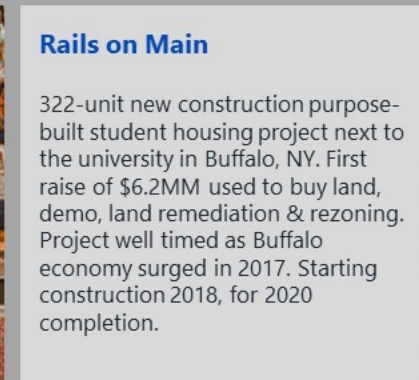 Rails on Main
322-unit new construction purpose-
built student housing project next to
the university in Buffalo, NY. First
raise of $6.2MM used to buy land,
demo, land remediation & rezoning.
Project well timed as Buffalo
economy surged in 2017. Starting
construction 2018, for 2020
completion.